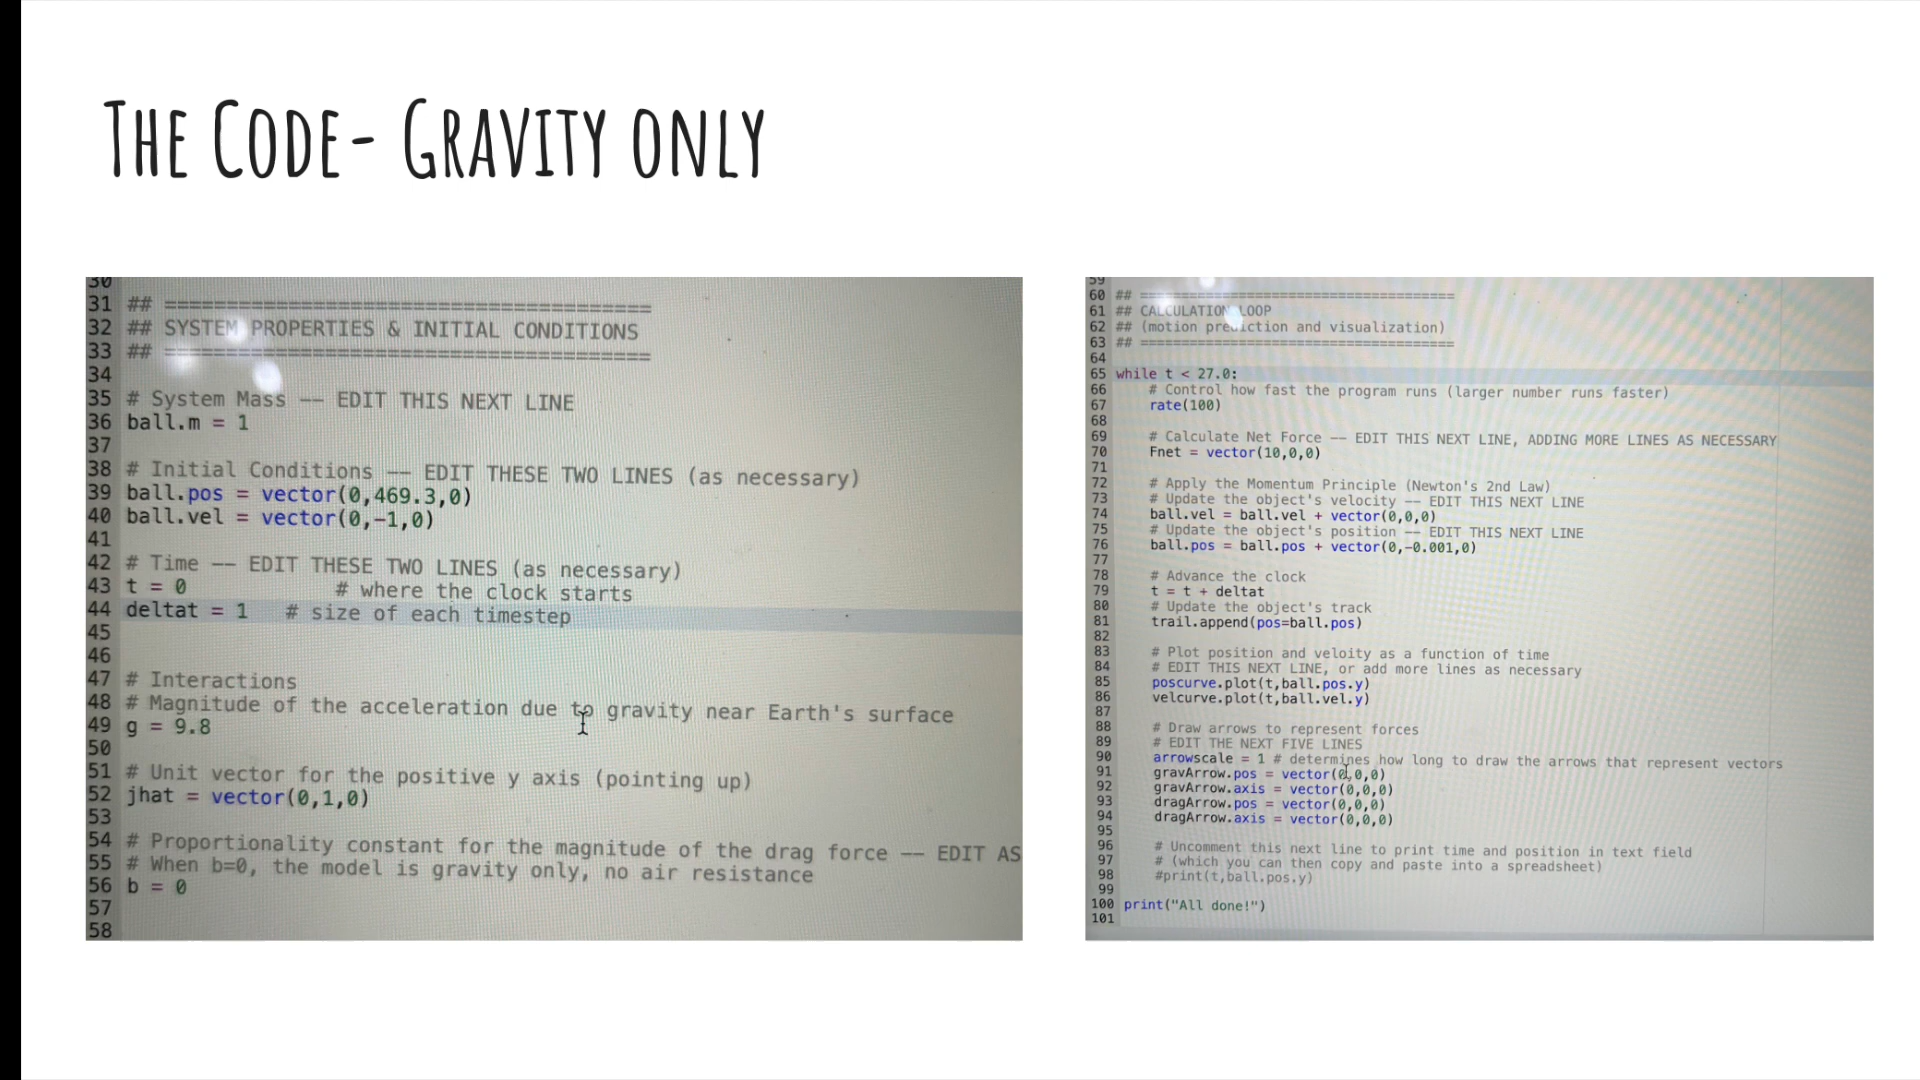 The Code- Gravity only
30
31 ## =======================================
32 ## SYSTEM PROPERTIES & INITIAL CONDITIONS
33 ## =======================================
34
35 # System Mass -- EDIT THIS NEXT LINE
36 ball.m = 1
37
38 # Initial Conditions -- EDIT THESE TWO LINES (as necessary)
39 ball.pos = vector(0,469.3,0)
40 ball.vel = vector(0,-1,0)
41
42 # Time -- EDIT THESE TWO LINES (as necessary)
43 t = 0 # where the clock starts
44 deltat = 1 # size of each timestep
45
46
47 # Interactions
48 # Magnitude of the acceleration due to gravity near Earth's surface
49 g = 9.8
50
51 # Unit vector for the positive y axis (pointing up)
52 jhat = vector(0,1,0)
53
54 # Proportionality constant for the magnitude of the drag force -- EDIT AS
55 # When b=0, the model is gravity only, no air resistance
56 b = 0
57
58
59
60 ## =======================================
61 ## CALCULATION LOOP
62 ## (motion prediction and visualization)
63 ## =======================================
64
65 while t < 27.0:
66 # Control how fast the program runs (larger number runs faster)
67 rate(100)
68
69 # Calculate Net Force -- EDIT THIS NEXT LINE, ADDING MORE LINES AS NECESSARY
70 Fnet = vector(10,0,0)
71
72 # Apply the Momentum Principle (Newton's 2nd Law)
73 # Update the object's velocity -- EDIT THIS NEXT LINE
74 ball.vel = ball.vel + vector(0,0,0)
75 # Update the object's position -- EDIT THIS NEXT LINE
76 ball.pos = ball.pos + vector(0,-0.001,0)
77
78 # Advance the clock
79 t = t + deltat
80 # Update the object's track
81 trail.append(pos=ball.pos)
82
83 # Plot position and veloity as a function of time
84 # EDIT THIS NEXT LINE, or add more lines as necessary
85 poscurve.plot(t,ball.pos.y)
86 velcurve.plot(t,ball.vel.y)
87
88 # Draw arrows to represent forces
89 # EDIT THE NEXT FIVE LINES
90 arrowscale = 1 # determines how long to draw the arrows that represent vectors
91 gravArrow.pos = vector(0,0,0)
92 gravArrow.axis = vector(0,0,0)
93 dragArrow.pos = vector(0,0,0)
94 dragArrow.axis = vector(0,0,0)
95
96 # Uncomment this next line to print time and position in text field
97 # (which you can then copy and paste into a spreadsheet)
98 #print(t,ball.pos.y)
99
100 print("All done!")
101